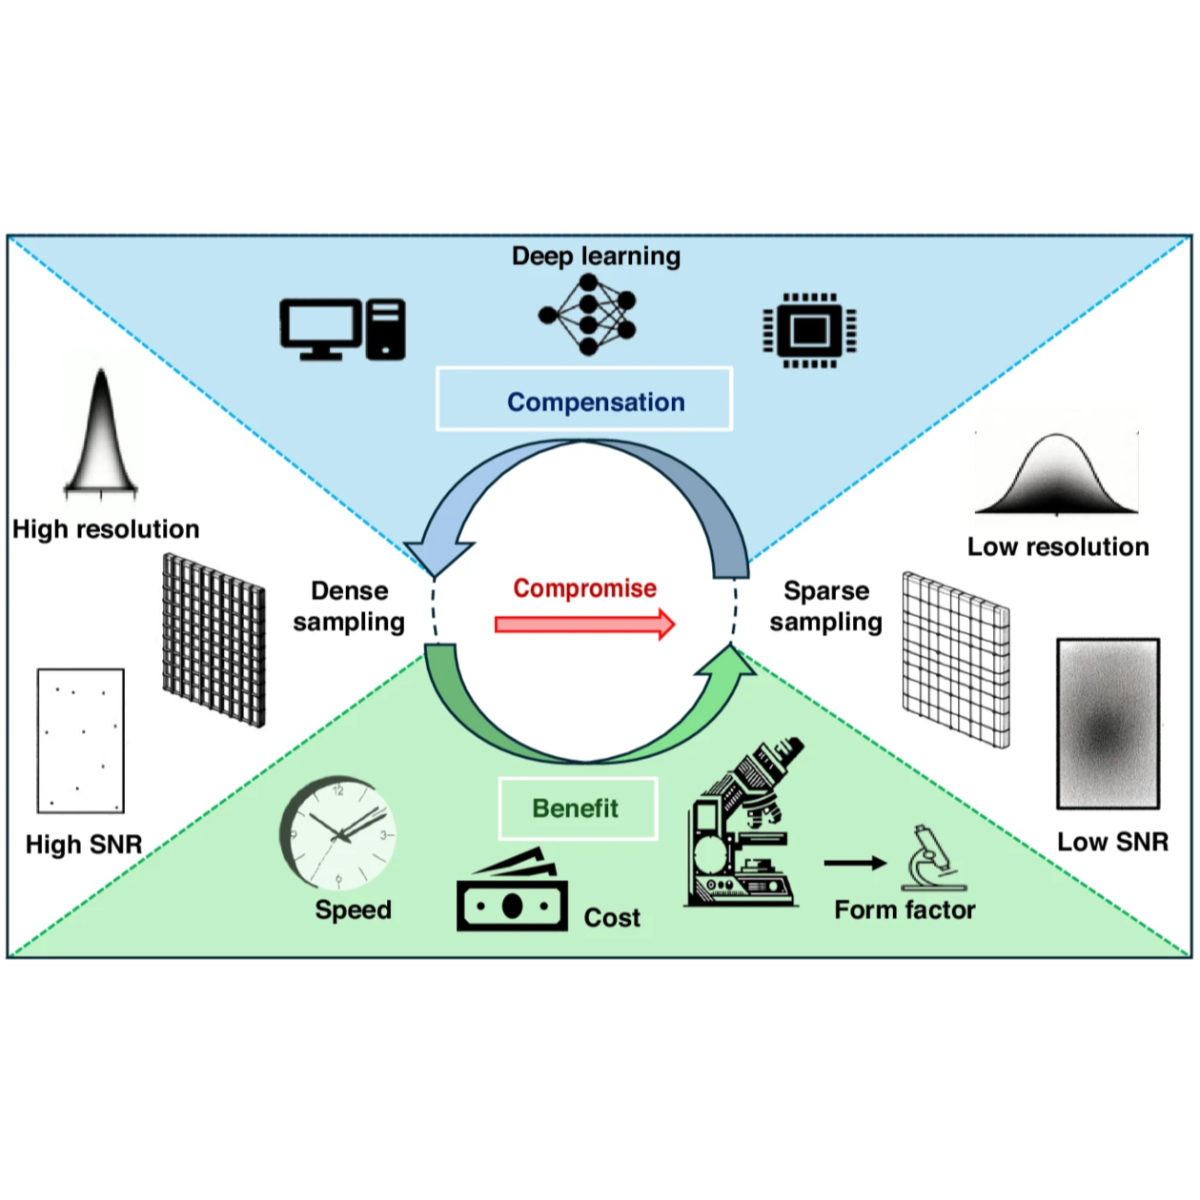 Deep learning
Compensation
High resolution
Low resolution
Dense
sampling
Compromise
Sparse
sampling
High SNR
Low SNR
Benefit
12
3
9
6
Speed
Cost
Form factor